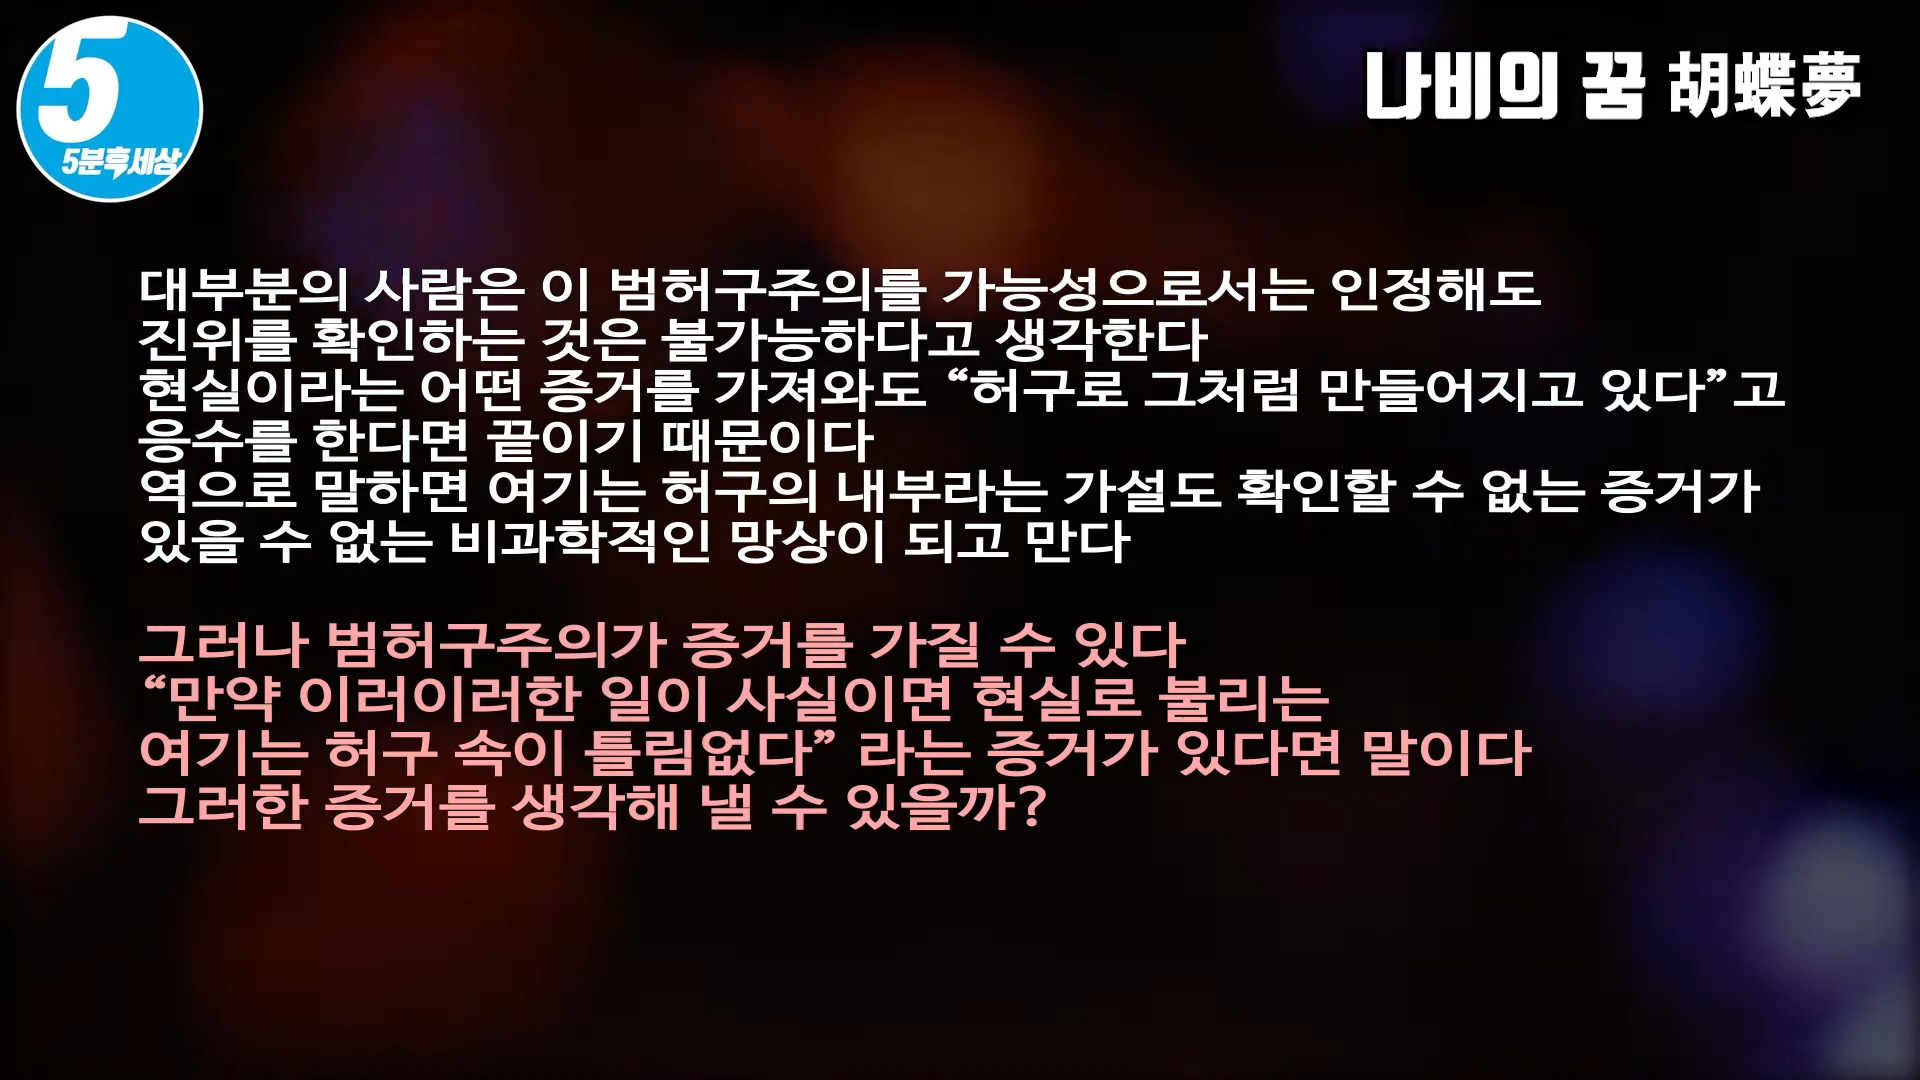 5
5분후세상
나비의 꿈 胡蝶夢
대부분의 사람은 이 범허구주의를 가능성으로서는 인정해도
진위를 확인하는 것은 불가능하다고 생각한다
현실이라는 어떤 증거를 가져와도 “허구로 그처럼 만들어지고 있다”고
응수를 한다면 끝이기 때문이다
역으로 말하면 여기는 허구의 내부라는 가설도 확인할 수 없는 증거가
있을 수 없는 비과학적인 망상이 되고 만다
그러나 범허구주의가 증거를 가질 수 있다
“만약 이러이러한 일이 사실이면 현실로 불리는
여기는 허구 속이 틀림없다” 라는 증거가 있다면 말이다
그러한 증거를 생각해 낼 수 있을까?